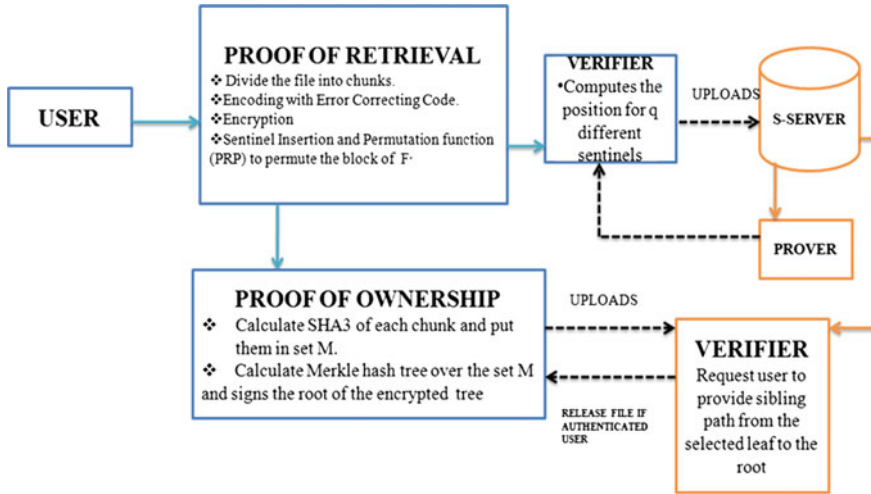 USER
PROOF OF RETRIEVAL
❖ Divide the file into chunks.
❖Encoding with Error Correcting Code.
❖Encryption
❖Sentinel Insertion and Permutation function
(PRP) to permute the block of F·
VERIFIER
•Computes the
position for q
different
sentinels
UPLOADS
S-SERVER
PROVER
PROOF OF OWNERSHIP
❖ Calculate SHA3 of each chunk and put
them in set M.
❖ Calculate Merkle hash tree over the set M
and signs the root of the encrypted tree
UPLOADS
RELEASE FILE IF
AUTHENTICATED
USER
VERIFIER
Request user to
provide sibling
path from the
selected leaf to the
root